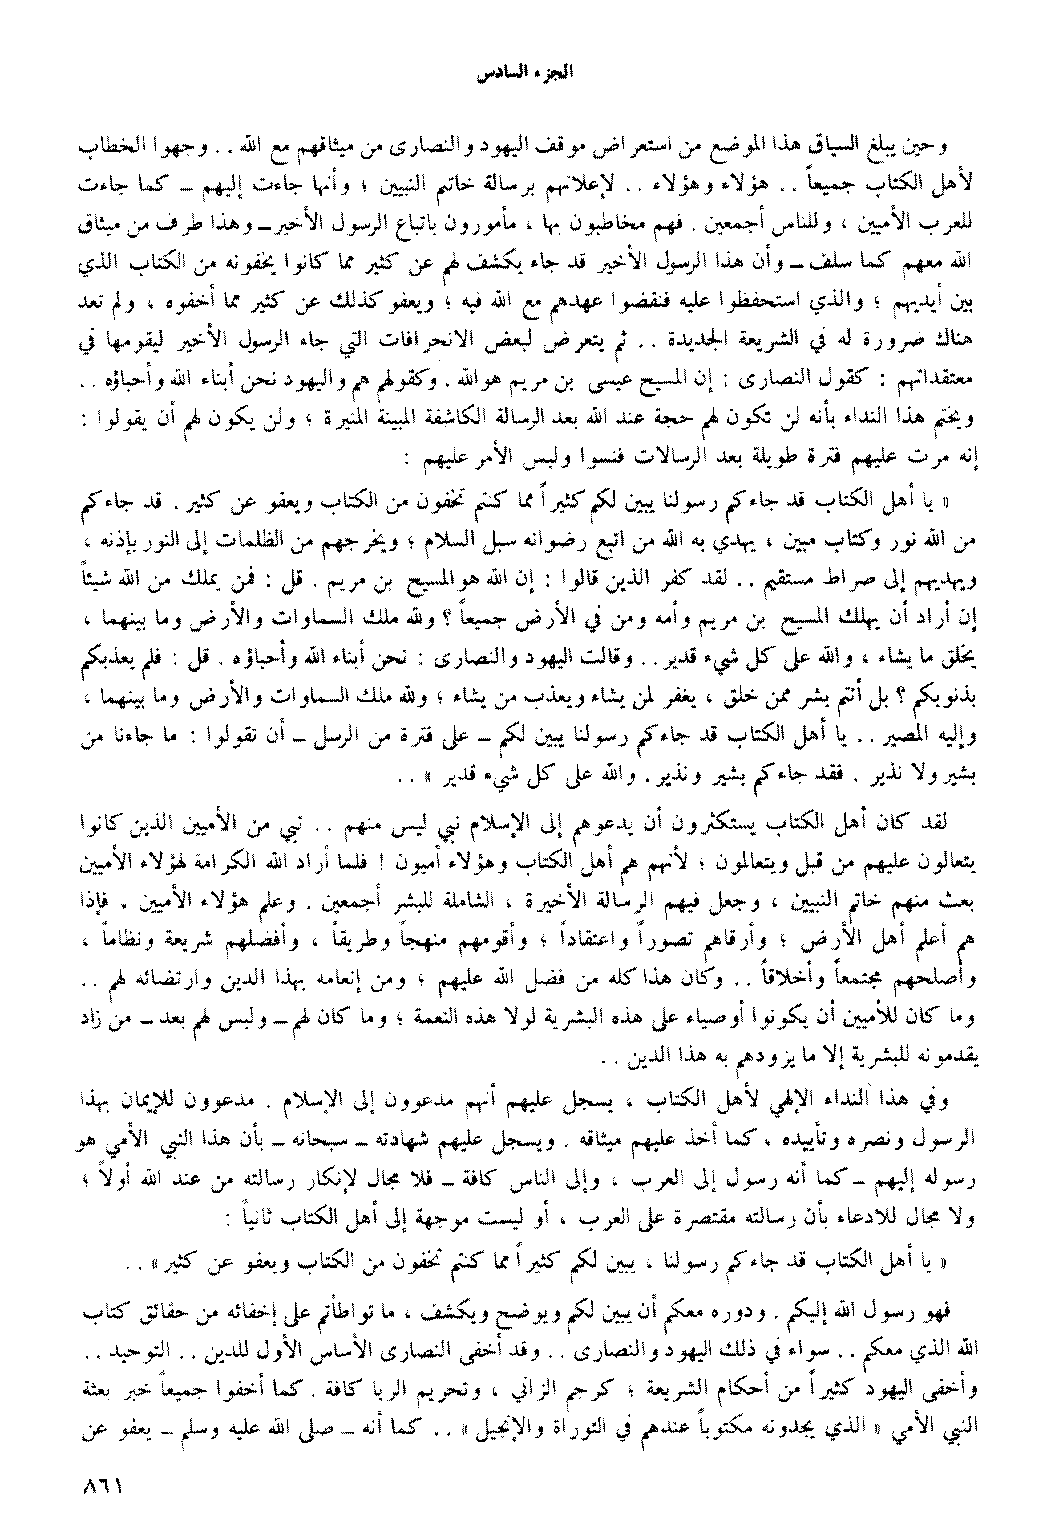 الجزء السادس
وحين يبلغ السياق هذا الموضع من استعراض موقف اليهود والنصارى من ميثاقهم مع الله .. وجهوا الخطاب
لأهل الكتاب جميعاً .. هؤلاء وهؤلاء .. لإعلانهم برسالة خاتم النبيين ؛ وأنها جاءت إليهم – كما جاءت
للعرب الأميين ، وللناس أجمعين . فهم مخاطبون بها ، مأمورون باتباع الرسول الأخير – وهذا طرف من ميثاق
الله معهم كما سلف – وأن هذا الرسول الأخير قد جاء يكشف لهم عن كثير مما كانوا يخفونه من الكتاب الذي
بين أيديهم ؛ والذي استحفظوا عليه فنقضوا عهدهم مع الله فيه ؛ ويعفو كذلك عن كثير مما أخفوه ، ولم تعد
هناك ضرورة له في الشريعة الجديدة .. ثم يتعرض لبعض الانحرافات التي جاء الرسول الأخير ليقومها في
معتقداتهم : كقول النصارى : إن المسيح عيسى بن مريم هو الله . وكقولهم هم واليهود نحن أبناء الله وأحباؤه ..
ويختم هذا النداء بأنه لن تكون لهم حجة عند الله بعد الرسالة الكاشفة المبينة المنيرة ؛ ولن يكون لهم أن يقولوا :
إنه مرت عليهم فترة طويلة بعد الرسالات فنسوا ولبس الأمر عليهم :
« يا أهل الكتاب قد جاءكم رسولنا يبين لكم كثيراً مما كنتم تخفون من الكتاب ويعفو عن كثير . قد جاءكم
من الله نور وكتاب مبين ، يهدي به الله من اتبع رضوانه سبل السلام ؛ ويخرجهم من الظلمات إلى النور بإذنه ،
ويهديهم إلى صراط مستقيم .. لقد كفر الذين قالوا : إن الله هو المسيح بن مريم . قل : فمن يملك من الله شيئاً
إن أراد أن يهلك المسيح بن مريم وأمه ومن في الأرض جميعاً ؟ ولله ملك السماوات والأرض وما بينهما ،
يخلق ما يشاء ، والله على كل شيء قدير .. وقالت اليهود والنصارى : نحن أبناء الله وأحباؤه . قل : فلم يعذبكم
بذنوبكم ؟ بل أنتم بشر ممن خلق ، يغفر لمن يشاء ويعذب من يشاء ؛ ولله ملك السماوات والأرض وما بينهما ،
وإليه المصير .. يا أهل الكتاب قد جاءكم رسولنا يبين لكم – على فترة من الرسل – أن تقولوا : ما جاءنا من
بشير ولا نذير . فقد جاءكم بشير ونذير . والله على كل شيء قدير » ..
لقد كان أهل الكتاب يستكثرون أن يدعوهم إلى الإسلام نبي ليس منهم .. نبي من الأميين الذين كانوا
يتعالون عليهم من قبل ويتعالمون ؛ لأنهم هم أهل الكتاب وهؤلاء أميون ! فلما أراد الله الكرامة لهؤلاء الأميين
بعث منهم خاتم النبيين ، وجعل فيهم الرسالة الأخيرة ، الشاملة للبشر أجمعين . وعلم هؤلاء الأميين . فإذا
هم أعلم أهل الأرض ؛ وأرقاهم تصوراً واعتقاداً ؛ وأقومهم منهجاً وطريقاً ، وأفضلهم شريعة ونظاماً ،
وأصلحهم مجتمعاً وأخلاقاً .. وكان هذا كله من فضل الله عليهم ؛ ومن إنعامه بهذا الدين وارتضائه لهم ..
وما كان للأميين أن يكونوا أوصياء على هذه البشرية لولا هذه النعمة ؛ وما كان لهم – وليس لهم بعد – من زاد
يقدمونه للبشرية إلا ما يزودهم به هذا الدين ..
وفي هذا النداء الإلهي لأهل الكتاب ، يسجل عليهم أنهم مدعوون إلى الإسلام . مدعوون للإيمان بهذا
الرسول ونصره وتأييده ، كما أخذ عليهم ميثاقه . ويسجل عليهم شهادته – سبحانه – بأن هذا النبي الأمي هو
رسوله إليهم – كما أنه رسول إلى العرب ، وإلى الناس كافة – فلا مجال لإنكار رسالته من عند الله أولاً ؛
ولا مجال للادعاء بأن رسالته مقتصرة على العرب ، أو ليست موجهة إلى أهل الكتاب ثانياً :
« يا أهل الكتاب قد جاءكم رسولنا ، يبين لكم كثيراً مما كنتم تخفون من الكتاب ويعفو عن كثير » ..
فهو رسول الله إليكم . ودوره معكم أن يبين لكم ويوضح ويكشف ، ما تواطأتم على إخفائه من حقائق كتاب
الله الذي معكم .. سواء في ذلك اليهود والنصارى .. وقد أخفى النصارى الأساس الأول للدين .. التوحيد ..
وأخفى اليهود كثيراً من أحكام الشريعة ؛ كرجم الزاني ، وتحريم الربا كافة . كما أخفوا جميعاً خبر بعثة
النبي الأمي « الذي يجدونه مكتوباً عندهم في التوراة والإنجيل » .. كما أنه – صلى الله عليه وسلم – يعفو عن
٨٦١